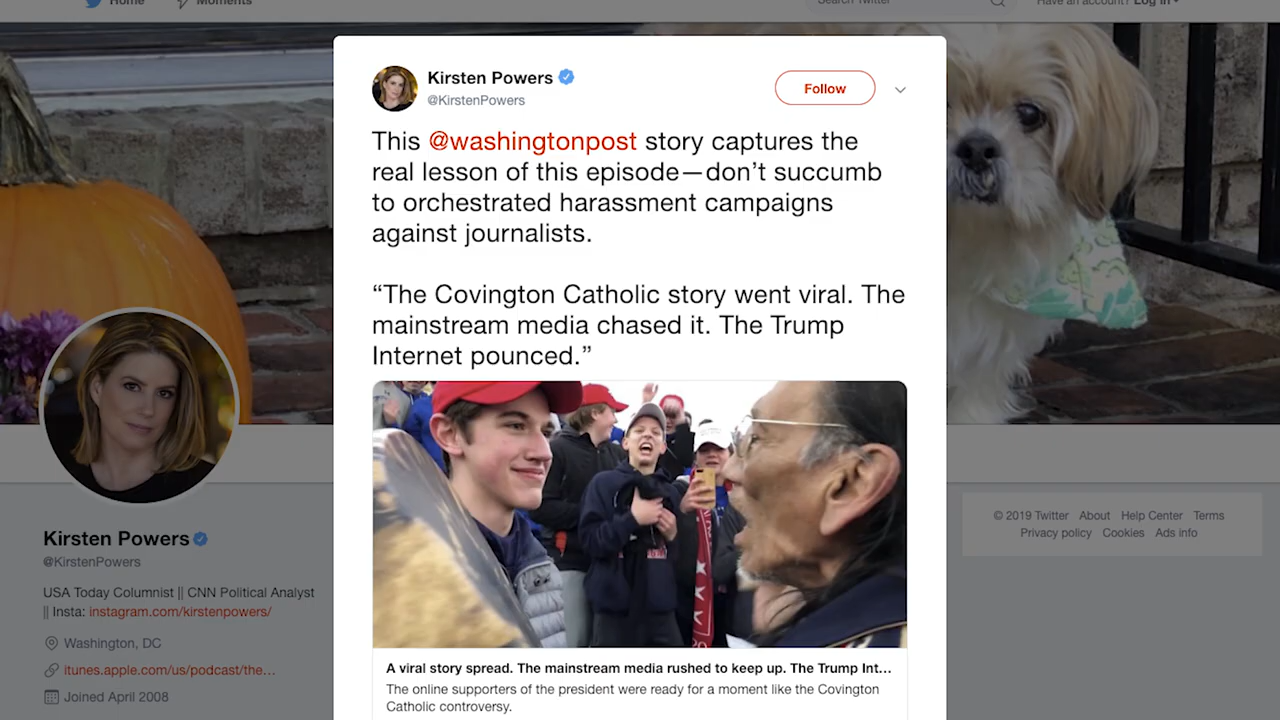 Home Moments Search Twitter Have an account? Log in
Kirsten Powers
@KirstenPowers
Follow
This @washingtonpost story captures the
real lesson of this episode—don’t succumb
to orchestrated harassment campaigns
against journalists.
“The Covington Catholic story went viral. The
mainstream media chased it. The Trump
Internet pounced.”
A viral story spread. The mainstream media rushed to keep up. The Trump Int...
The online supporters of the president were ready for a moment like the Covington
Catholic controversy.
Kirsten Powers
@KirstenPowers
USA Today Columnist || CNN Political Analyst
|| Insta: instagram.com/kirstenpowers/
Washington, DC
itunes.apple.com/us/podcast/the...
Joined April 2008
© 2019 Twitter About Help Center Terms
Privacy policy Cookies Ads info